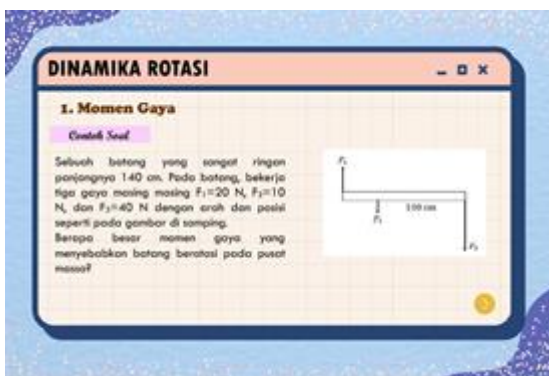 DINAMIKA ROTASI
1. Momen Gaya
Contoh Soal
Sebuah batang yang sangat ringan
panjangnya 140 cm. Pada batang, bekerja
tiga gaya masing masing F₁=20 N, F₂=10
N, dan F₃=40 N dengan arah dan posisi
seperti pada gambar di samping.
Berapa besar momen gaya yang
menyebabkan batang berotasi pada pusat
massa?
100 cm
F₃